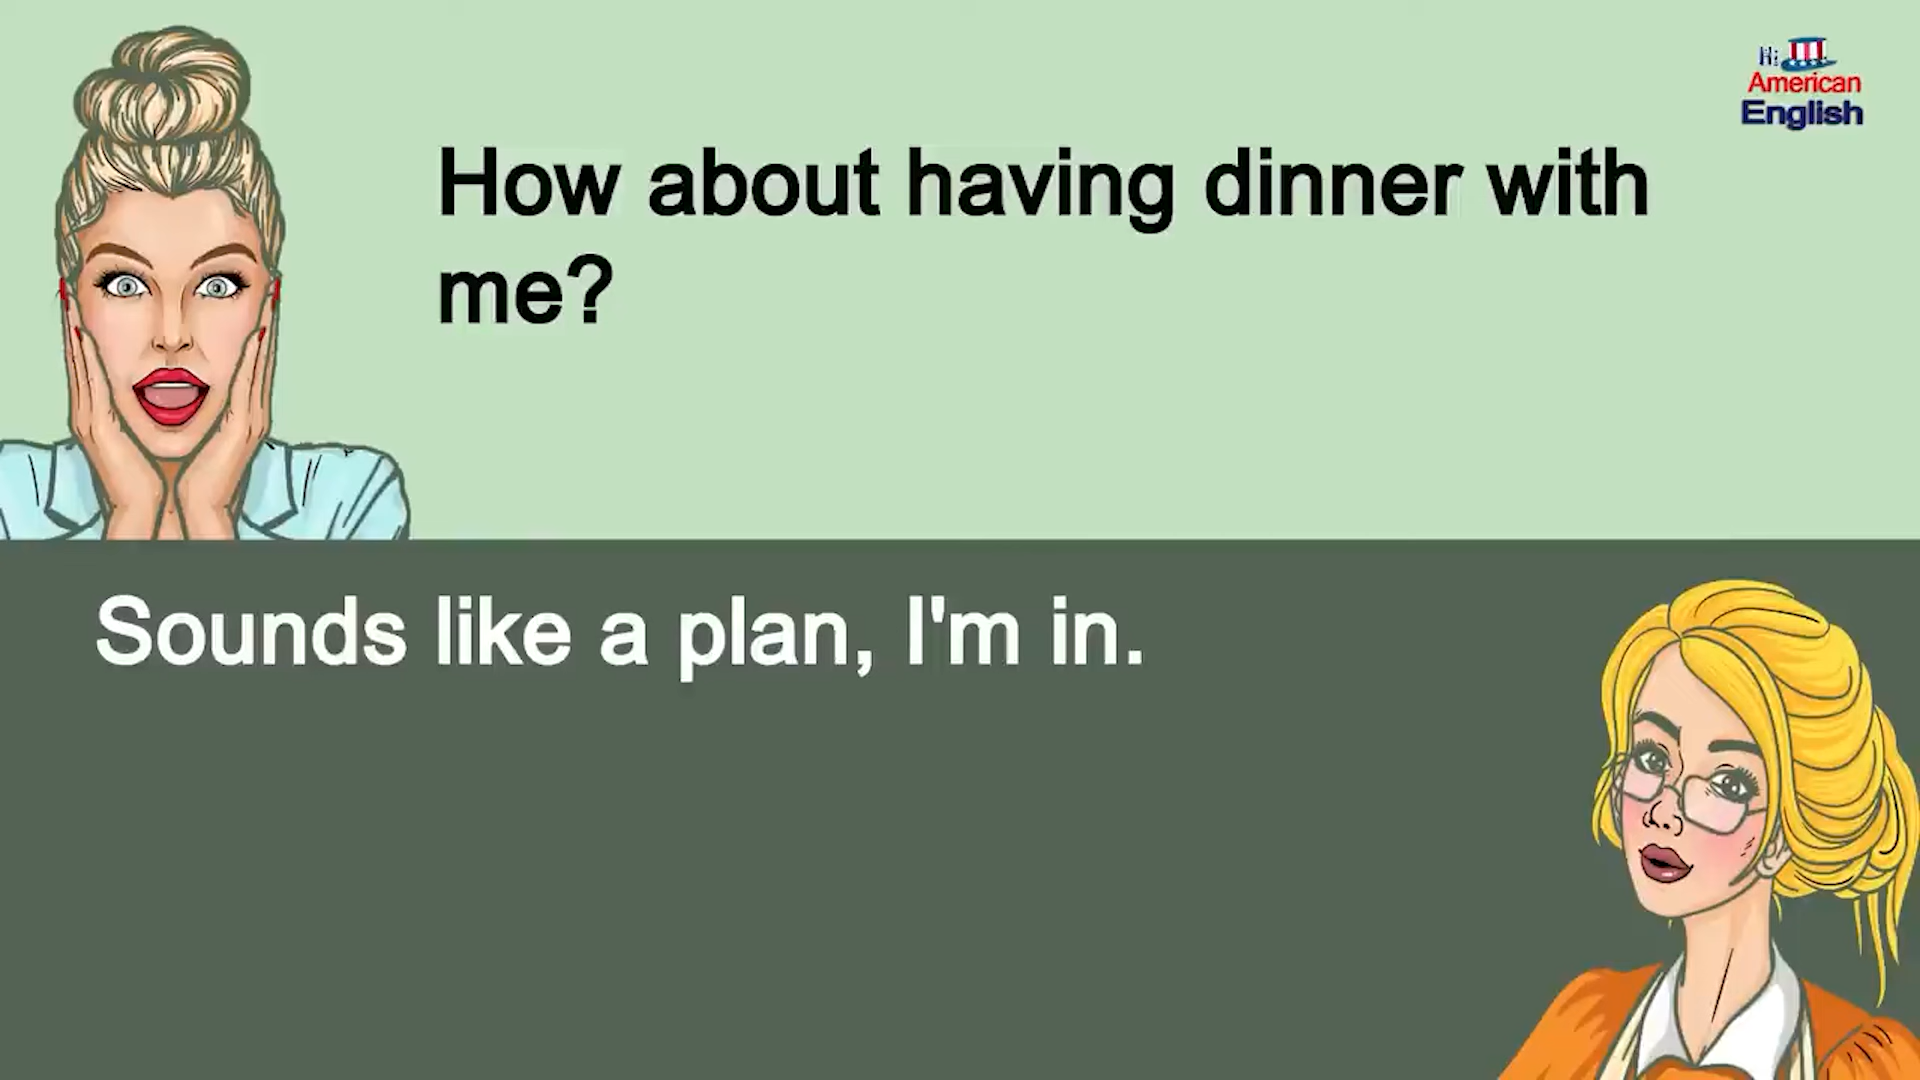 Hi
American
English
How about having dinner with
me?
Sounds like a plan, I'm in.